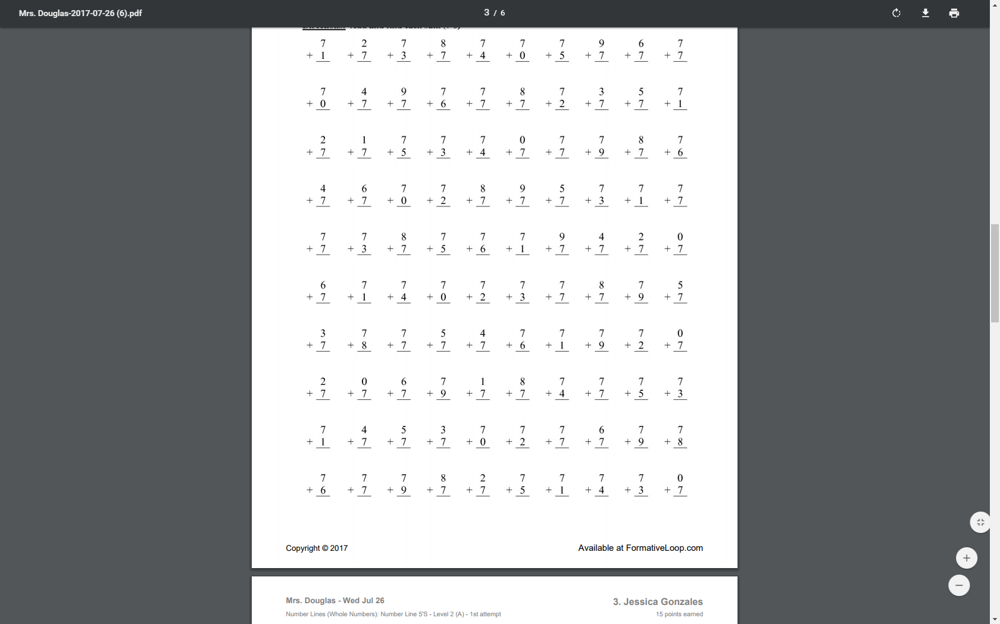 Mrs. Douglas-2017-07-26 (6).pdf 3 / 6
7 2 7 8 7 7 7 9 6 7
+ 1 + 7 + 3 + 7 + 4 + 0 + 5 + 7 + 7 + 7
7 4 9 7 7 8 7 3 5 7
+ 0 + 7 + 7 + 6 + 7 + 7 + 2 + 7 + 7 + 1
2 1 7 7 7 0 7 7 8 7
+ 7 + 7 + 5 + 3 + 4 + 7 + 7 + 9 + 7 + 6
4 6 7 7 8 9 5 7 7 7
+ 7 + 7 + 0 + 2 + 7 + 7 + 7 + 3 + 1 + 7
7 7 8 7 7 7 9 4 2 0
+ 7 + 3 + 7 + 5 + 6 + 1 + 7 + 7 + 7 + 7
6 7 7 7 7 7 7 8 7 5
+ 7 + 1 + 4 + 0 + 2 + 3 + 7 + 7 + 9 + 7
3 7 7 5 4 7 7 7 7 0
+ 7 + 8 + 7 + 7 + 7 + 6 + 1 + 9 + 2 + 7
2 0 6 7 1 8 7 7 7 7
+ 7 + 7 + 7 + 9 + 7 + 7 + 4 + 7 + 5 + 3
7 4 5 3 7 7 7 6 7 7
+ 1 + 7 + 7 + 7 + 0 + 2 + 7 + 7 + 9 + 8
7 7 7 8 2 7 7 7 7 0
+ 6 + 7 + 9 + 7 + 7 + 5 + 1 + 4 + 3 + 7
Copyright © 2017 Available at FormativeLoop.com
Mrs. Douglas - Wed Jul 26 3. Jessica Gonzales
Number Lines (Whole Numbers): Number Line 5'S - Level 2 (A) - 1st attempt 15 points earned